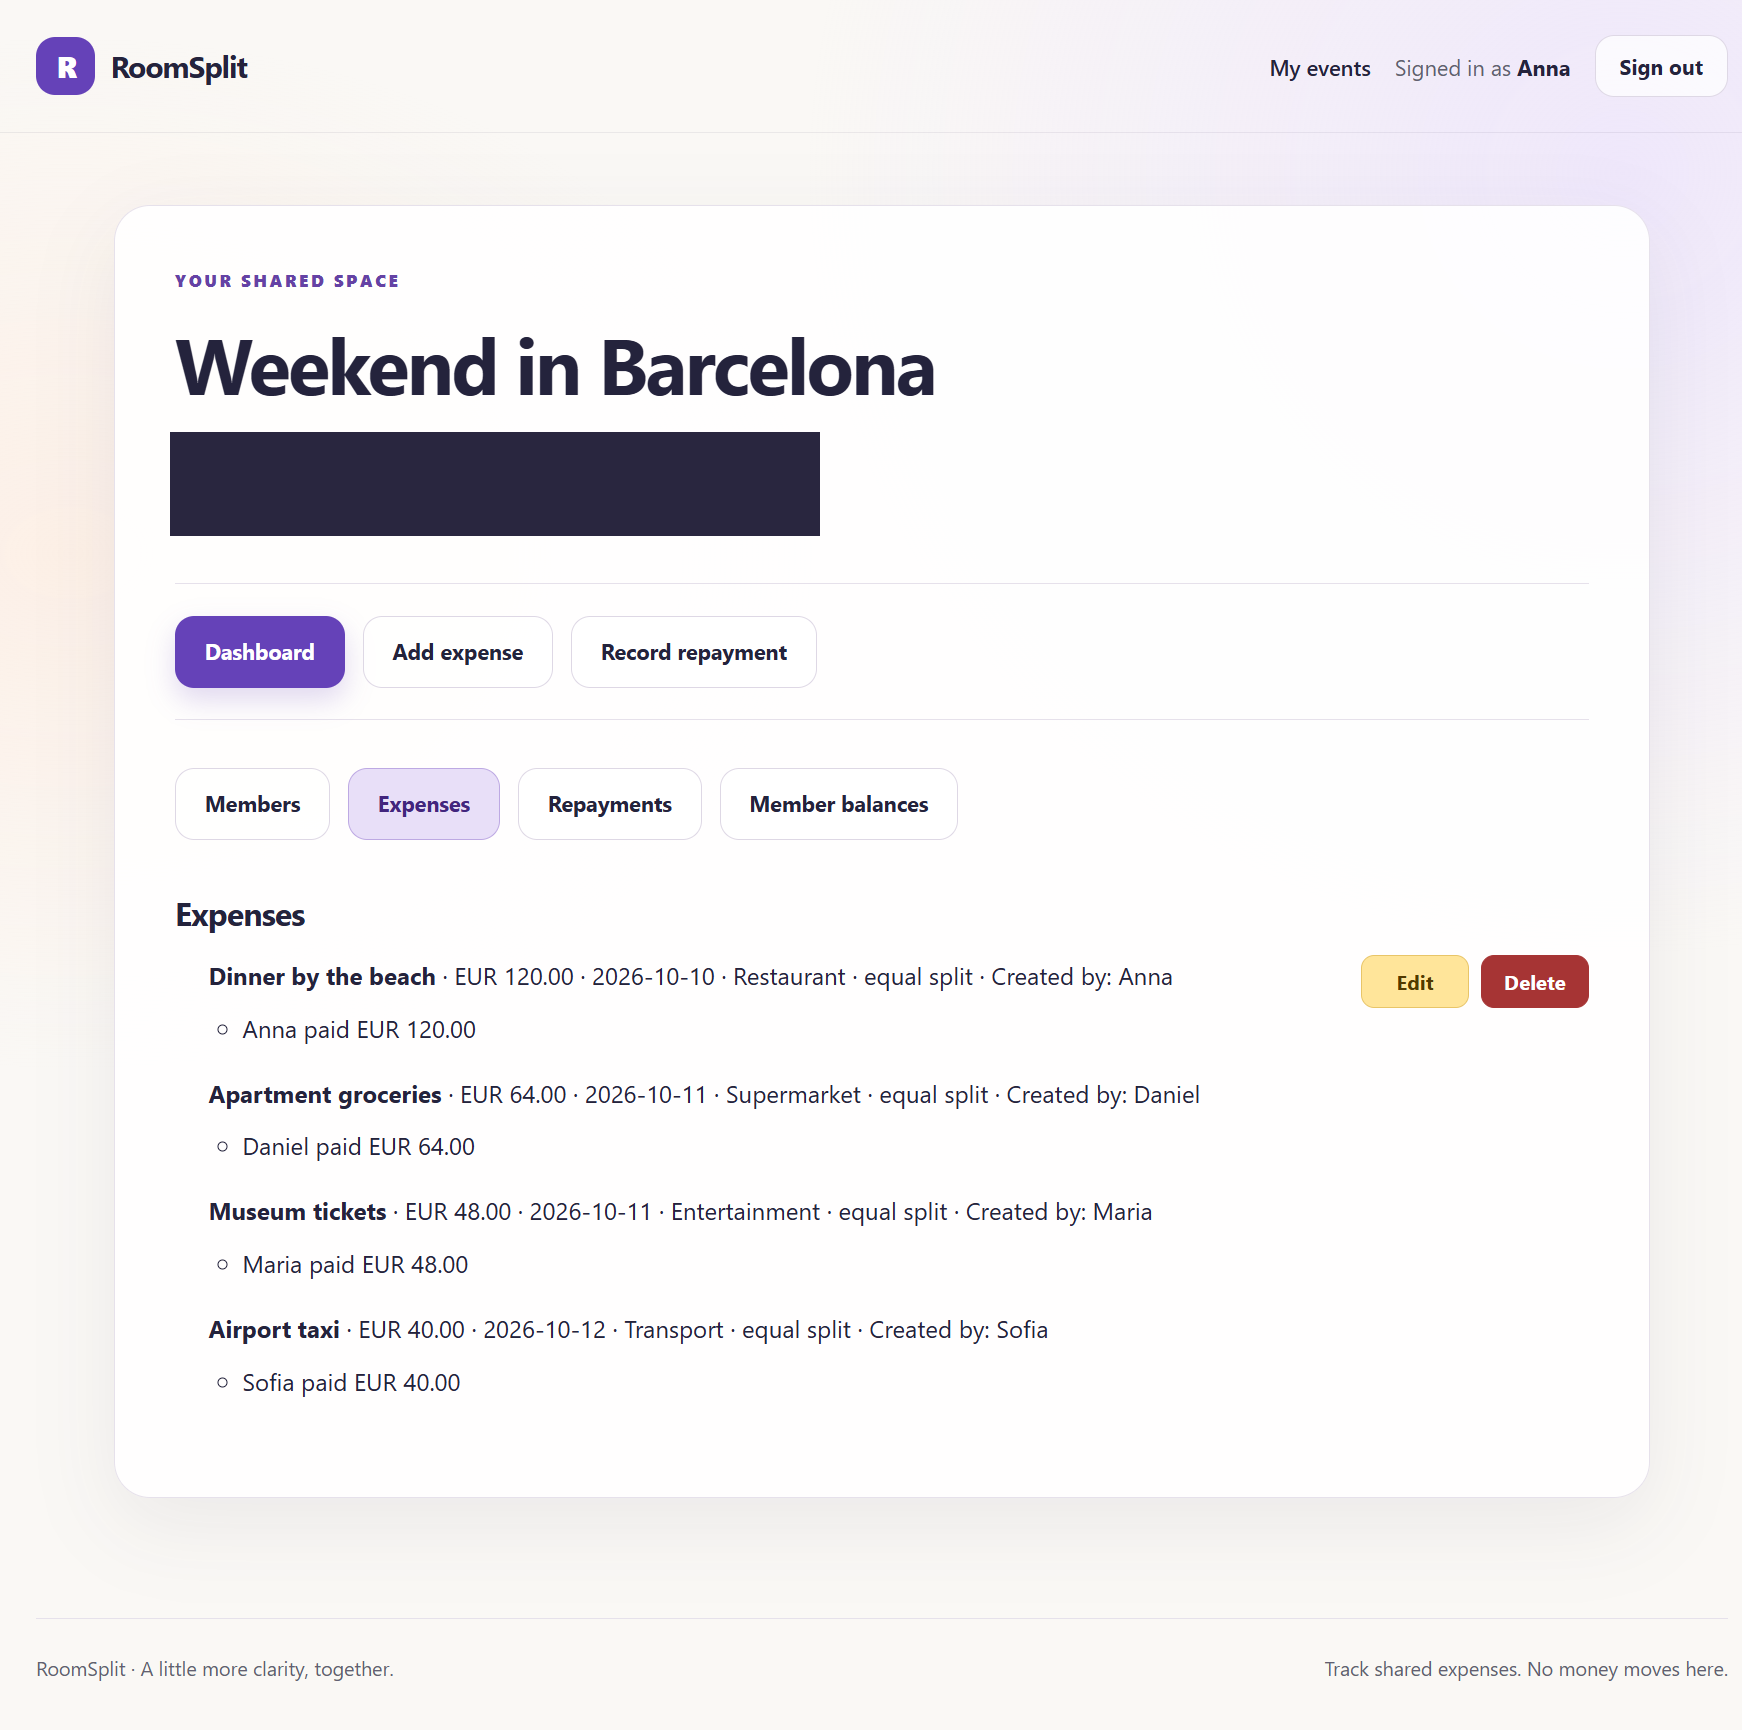 R RoomSplit
My events Signed in as Anna Sign out
YOUR SHARED SPACE
Weekend in Barcelona
Dashboard Add expense Record repayment
Members Expenses Repayments Member balances
Expenses
Dinner by the beach · EUR 120.00 · 2026-10-10 · Restaurant · equal split · Created by: Anna Edit Delete
Anna paid EUR 120.00
Apartment groceries · EUR 64.00 · 2026-10-11 · Supermarket · equal split · Created by: Daniel
Daniel paid EUR 64.00
Museum tickets · EUR 48.00 · 2026-10-11 · Entertainment · equal split · Created by: Maria
Maria paid EUR 48.00
Airport taxi · EUR 40.00 · 2026-10-12 · Transport · equal split · Created by: Sofia
Sofia paid EUR 40.00
RoomSplit · A little more clarity, together.
Track shared expenses. No money moves here.